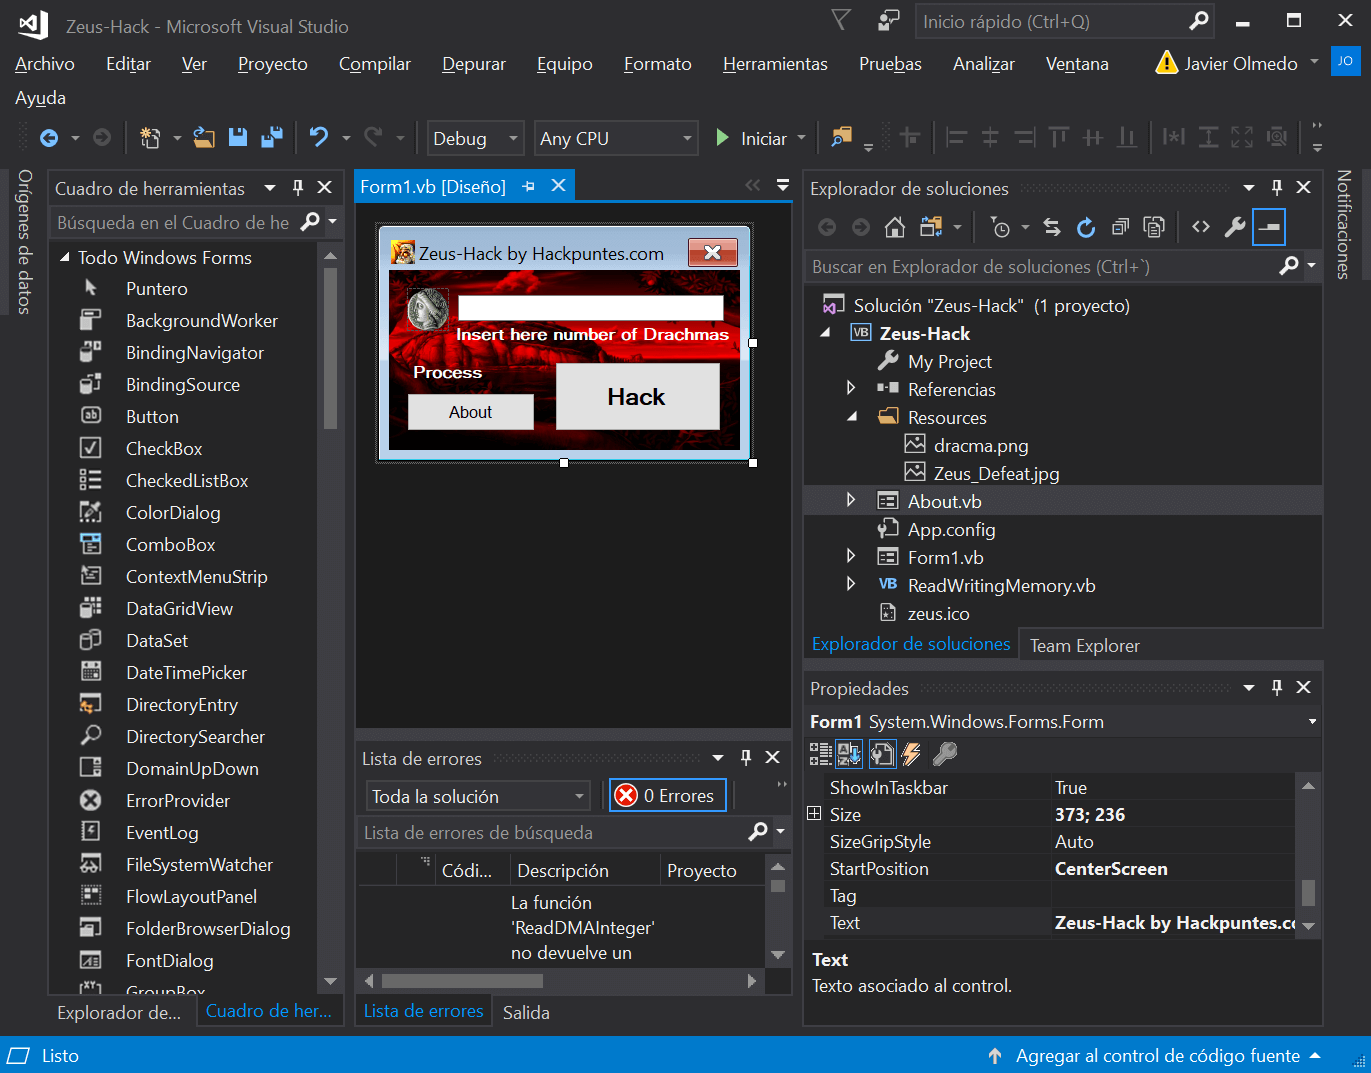 Zeus-Hack - Microsoft Visual Studio
Inicio rápido (Ctrl+Q)
Archivo Editar Ver Proyecto Compilar Depurar Equipo Formato Herramientas Pruebas Analizar Ventana Javier Olmedo JO
Ayuda
Debug Any CPU Iniciar
Orígenes de datos
Cuadro de herramientas
Búsqueda en el Cuadro de he
Todo Windows Forms
Puntero
BackgroundWorker
BindingNavigator
BindingSource
Button
CheckBox
CheckedListBox
ColorDialog
ComboBox
ContextMenuStrip
DataGridView
DataSet
DateTimePicker
DirectoryEntry
DirectorySearcher
DomainUpDown
ErrorProvider
EventLog
FileSystemWatcher
FlowLayoutPanel
FolderBrowserDialog
FontDialog
GroupBox
Explorador de... Cuadro de her...
Form1.vb [Diseño]
Zeus-Hack by Hackpuntes.com
Insert here number of Drachmas
Process
About
Hack
Lista de errores
Toda la solución
0 Errores
Lista de errores de búsqueda
Códi... Descripción Proyecto
La función
'ReadDMAInteger'
no devuelve un
Lista de errores Salida
Explorador de soluciones
Buscar en Explorador de soluciones (Ctrl+`)
Solución "Zeus-Hack" (1 proyecto)
VB Zeus-Hack
My Project
Referencias
Resources
dracma.png
Zeus_Defeat.jpg
About.vb
App.config
Form1.vb
VB ReadWritingMemory.vb
zeus.ico
Explorador de soluciones Team Explorer
Propiedades
Form1 System.Windows.Forms.Form
ShowInTaskbar True
Size 373; 236
SizeGripStyle Auto
StartPosition CenterScreen
Tag
Text Zeus-Hack by Hackpuntes.co
Text
Texto asociado al control.
Notificaciones
Listo
Agregar al control de código fuente